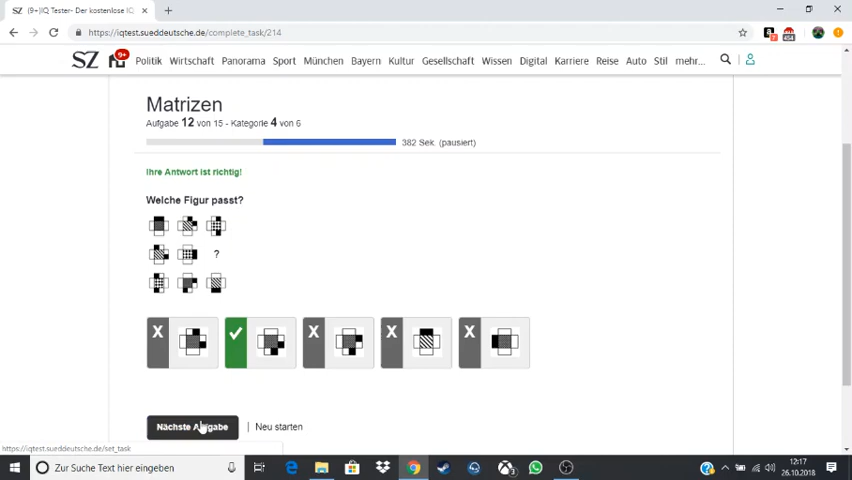 (9+)IQ Tester- Der kostenlose IQ
https://iqtest.sueddeutsche.de/complete_task/214
7
454
SZ 9+ Politik Wirtschaft Panorama Sport München Bayern Kultur Gesellschaft Wissen Digital Karriere Reise Auto Stil mehr...
Matrizen
Aufgabe 12 von 15 - Kategorie 4 von 6
382 Sek. (pausiert)
Ihre Antwort ist richtig!
Welche Figur passt?
?
X X X X
Nächste Aufgabe | Neu starten
https://iqtest.sueddeutsche.de/set_task
Zur Suche Text hier eingeben
12:17
26.10.2018